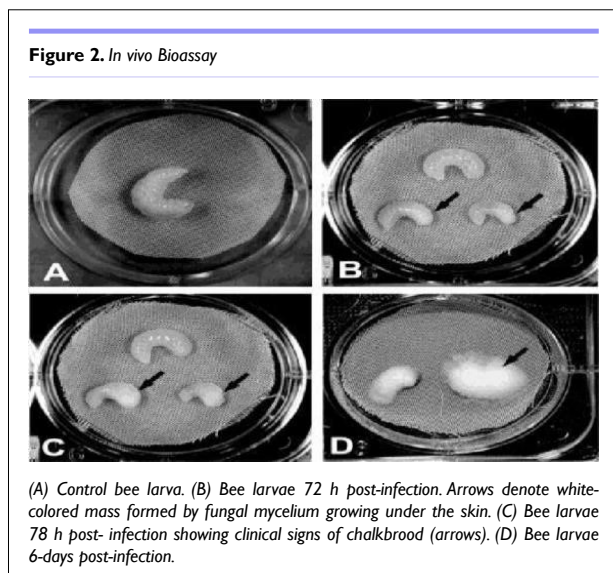 Figure 2. In vivo Bioassay
A
B
C
D
(A) Control bee larva. (B) Bee larvae 72 h post-infection. Arrows denote white-
colored mass formed by fungal mycelium growing under the skin. (C) Bee larvae
78 h post- infection showing clinical signs of chalkbrood (arrows). (D) Bee larvae
6-days post-infection.